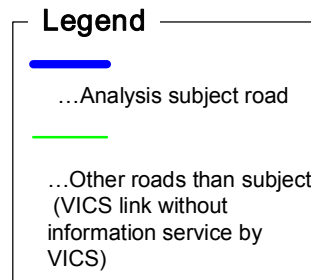 Legend
…Analysis subject road
…Other roads than subject
(VICS link without
information service by
VICS)